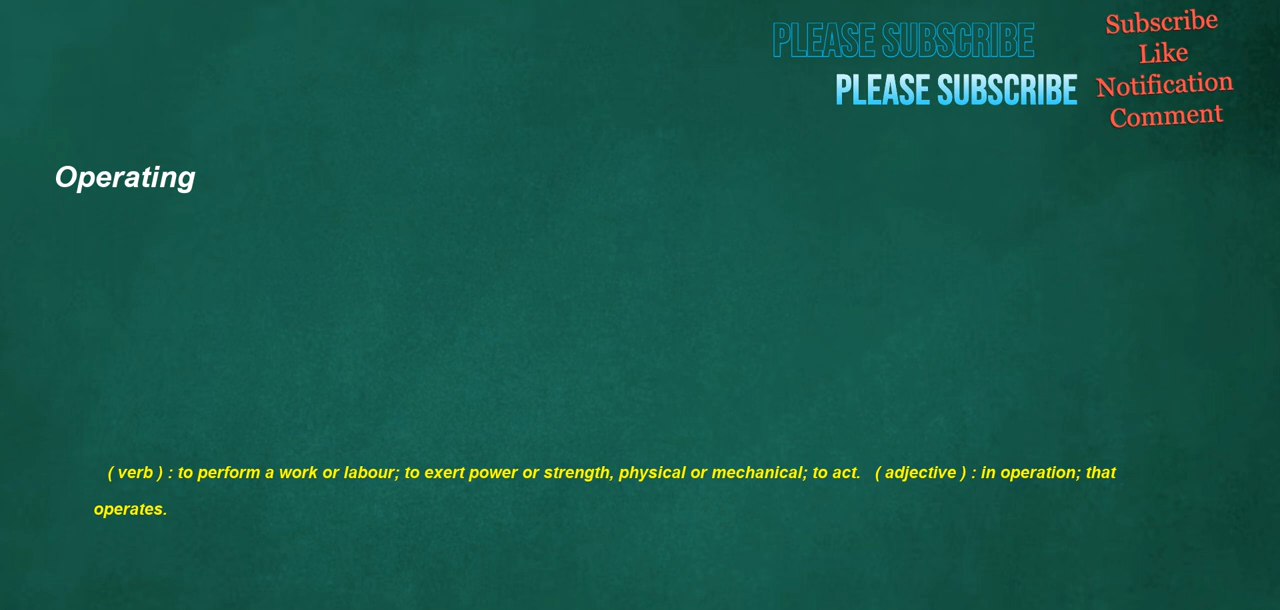 PLEASE SUBSCRIBE
PLEASE SUBSCRIBE
Subscribe
Like
Notification
Comment
Operating
( verb ) : to perform a work or labour; to exert power or strength, physical or mechanical; to act.   ( adjective ) : in operation; that
operates.